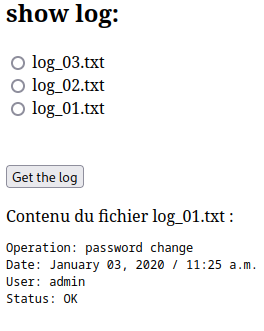 show log:
log_03.txt
log_02.txt
log_01.txt
Get the log
Contenu du fichier log_01.txt :
Operation: password change
Date: January 03, 2020 / 11:25 a.m.
User: admin
Status: OK